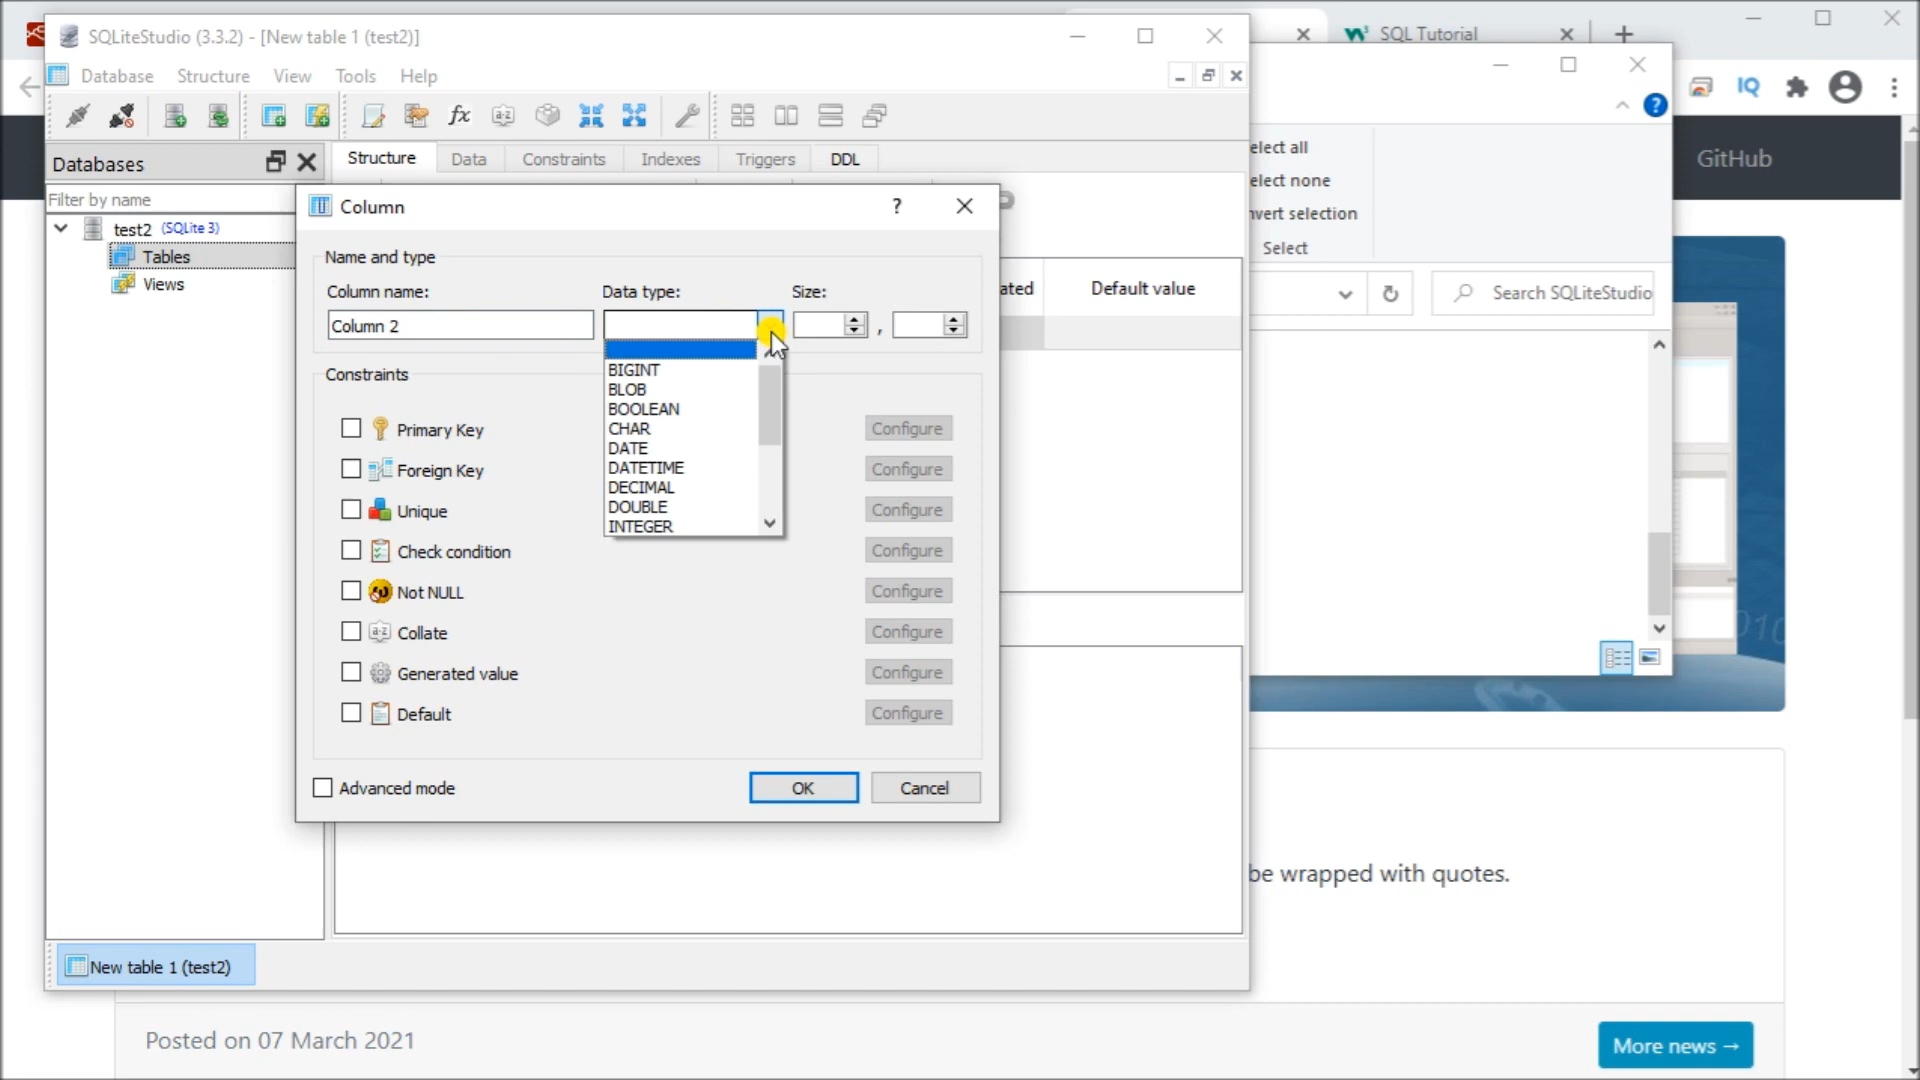 SQLiteStudio (3.3.2) - [New table 1 (test2)]
SQL Tutorial
Database Structure View Tools Help
IQ
fx
Databases
Structure Data Constraints Indexes Triggers DDL
Filter by name
test2 (SQLite 3)
Tables
Views
Column
?
Name and type
Column name: Data type: Size:
Column 2
,
BIGINT
BLOB
BOOLEAN
CHAR
DATE
DATETIME
DECIMAL
DOUBLE
INTEGER
Constraints
Primary Key Configure
Foreign Key Configure
Unique Configure
Check condition Configure
Not NULL Configure
Collate Configure
Generated value Configure
Default Configure
Advanced mode OK Cancel
ated Default value
elect all
elect none
nvert selection
Select
Search SQLiteStudio
GitHub
be wrapped with quotes.
New table 1 (test2)
Posted on 07 March 2021
More news →